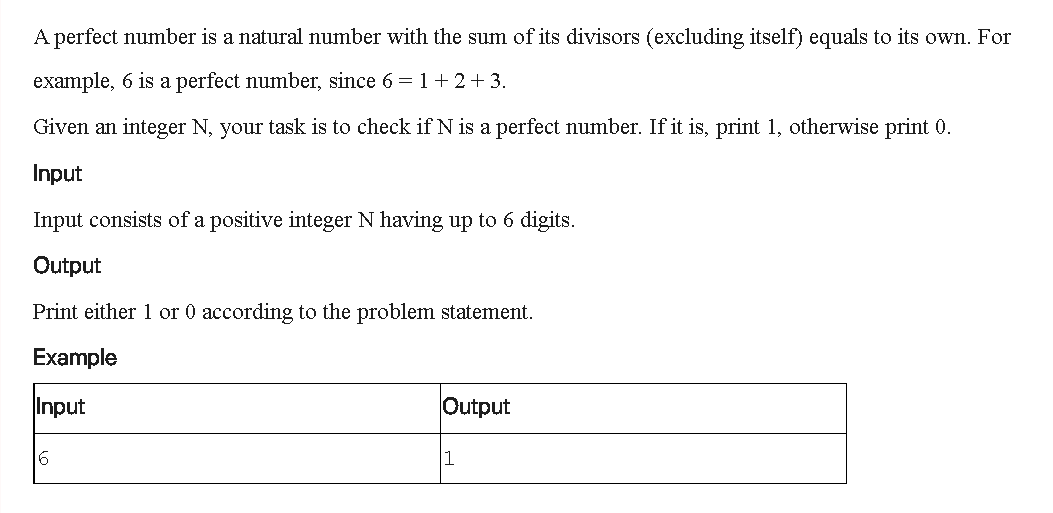 A perfect number is a natural number with the sum of its divisors (excluding itself) equals to its own. For
example, 6 is a perfect number, since 6 = 1 + 2 + 3.
Given an integer N, your task is to check if N is a perfect number. If it is, print 1, otherwise print 0.
Input
Input consists of a positive integer N having up to 6 digits.
Output
Print either 1 or 0 according to the problem statement.
Example
Input Output
6 1